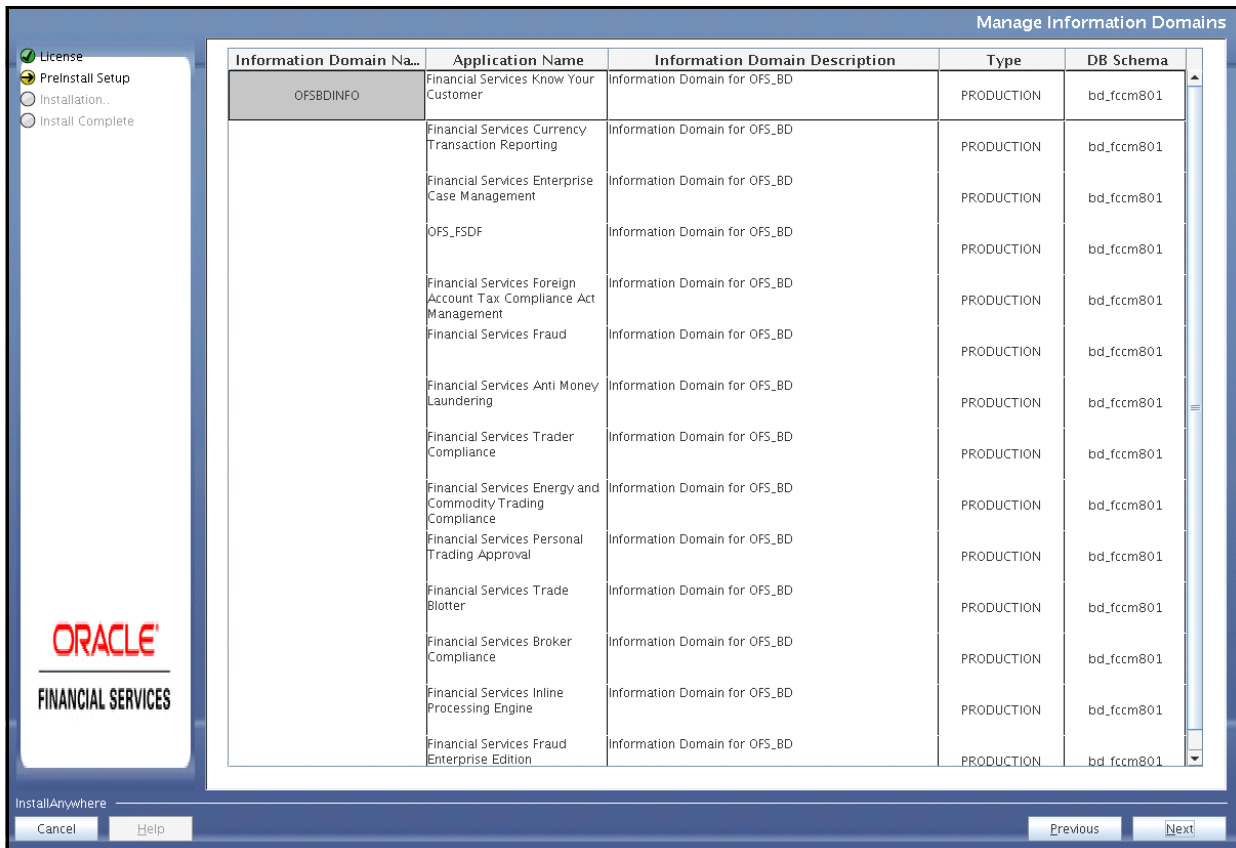 Manage Information Domains
License
PreInstall Setup
Installation..
Install Complete
Information Domain Na... Application Name Information Domain Description Type DB Schema
OFSBDINFO Financial Services Know Your Information Domain for OFS_BD PRODUCTION bd_fccm801
Customer
Financial Services Currency Information Domain for OFS_BD PRODUCTION bd_fccm801
Transaction Reporting
Financial Services Enterprise Information Domain for OFS_BD PRODUCTION bd_fccm801
Case Management
OFS_FSDF Information Domain for OFS_BD PRODUCTION bd_fccm801
Financial Services Foreign Information Domain for OFS_BD PRODUCTION bd_fccm801
Account Tax Compliance Act
Management
Financial Services Fraud Information Domain for OFS_BD PRODUCTION bd_fccm801
Financial Services Anti Money Information Domain for OFS_BD PRODUCTION bd_fccm801
Laundering
Financial Services Trader Information Domain for OFS_BD PRODUCTION bd_fccm801
Compliance
Financial Services Energy and Information Domain for OFS_BD PRODUCTION bd_fccm801
Commodity Trading
Compliance
Financial Services Personal Information Domain for OFS_BD PRODUCTION bd_fccm801
Trading Approval
Financial Services Trade Information Domain for OFS_BD PRODUCTION bd_fccm801
Blotter
Financial Services Broker Information Domain for OFS_BD PRODUCTION bd_fccm801
Compliance
Financial Services Inline Information Domain for OFS_BD PRODUCTION bd_fccm801
Processing Engine
Financial Services Fraud Information Domain for OFS_BD PRODUCTION bd_fccm801
Enterprise Edition
ORACLE'
FINANCIAL SERVICES
InstallAnywhere
Cancel Help Previous Next